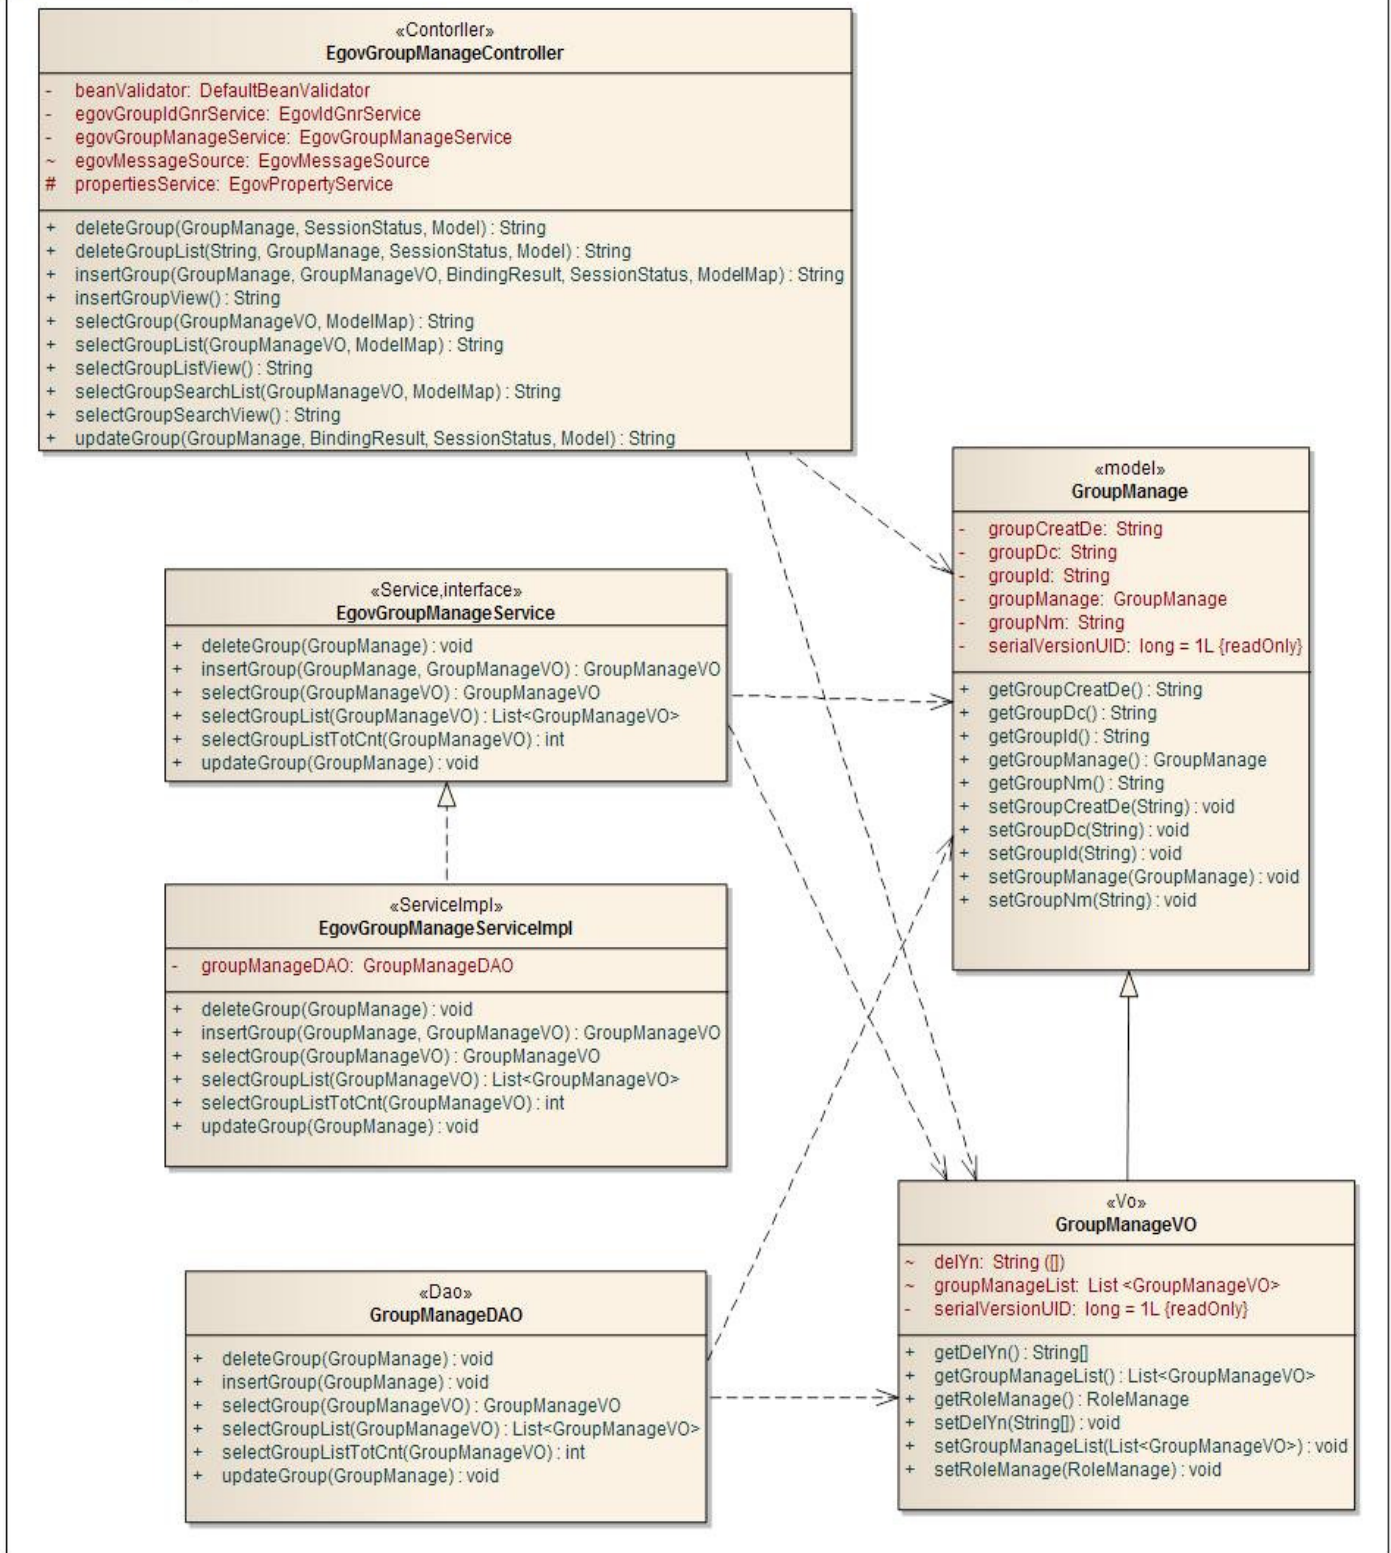 «Contorller»
EgovGroupManageController
- beanValidator: DefaultBeanValidator
- egovGroupIdGnrService: EgovIdGnrService
- egovGroupManageService: EgovGroupManageService
~ egovMessageSource: EgovMessageSource
# propertiesService: EgovPropertyService
+ deleteGroup(GroupManage, SessionStatus, Model) : String
+ deleteGroupList(String, GroupManage, SessionStatus, Model) : String
+ insertGroup(GroupManage, GroupManageVO, BindingResult, SessionStatus, ModelMap) : String
+ insertGroupView() : String
+ selectGroup(GroupManageVO, ModelMap) : String
+ selectGroupList(GroupManageVO, ModelMap) : String
+ selectGroupListView() : String
+ selectGroupSearchList(GroupManageVO, ModelMap) : String
+ selectGroupSearchView() : String
+ updateGroup(GroupManage, BindingResult, SessionStatus, Model) : String
«model»
GroupManage
- groupCreatDe: String
- groupDc: String
- groupId: String
- groupManage: GroupManage
- groupNm: String
- serialVersionUID: long = 1L {readOnly}
+ getGroupCreatDe() : String
+ getGroupDc() : String
+ getGroupId() : String
+ getGroupManage() : GroupManage
+ getGroupNm() : String
+ setGroupCreatDe(String) : void
+ setGroupDc(String) : void
+ setGroupId(String) : void
+ setGroupManage(GroupManage) : void
+ setGroupNm(String) : void
«Service,interface»
EgovGroupManageService
+ deleteGroup(GroupManage) : void
+ insertGroup(GroupManage, GroupManageVO) : GroupManageVO
+ selectGroup(GroupManageVO) : GroupManageVO
+ selectGroupList(GroupManageVO) : List<GroupManageVO>
+ selectGroupListTotCnt(GroupManageVO) : int
+ updateGroup(GroupManage) : void
«ServiceImpl»
EgovGroupManageServiceImpl
- groupManageDAO: GroupManageDAO
+ deleteGroup(GroupManage) : void
+ insertGroup(GroupManage, GroupManageVO) : GroupManageVO
+ selectGroup(GroupManageVO) : GroupManageVO
+ selectGroupList(GroupManageVO) : List<GroupManageVO>
+ selectGroupListTotCnt(GroupManageVO) : int
+ updateGroup(GroupManage) : void
«Vo»
GroupManageVO
~ delYn: String ([])
~ groupManageList: List <GroupManageVO>
- serialVersionUID: long = 1L {readOnly}
+ getDelYn() : String[]
+ getGroupManageList() : List<GroupManageVO>
+ getRoleManage() : RoleManage
+ setDelYn(String[]) : void
+ setGroupManageList(List<GroupManageVO>) : void
+ setRoleManage(RoleManage) : void
«Dao»
GroupManageDAO
+ deleteGroup(GroupManage) : void
+ insertGroup(GroupManage) : void
+ selectGroup(GroupManageVO) : GroupManageVO
+ selectGroupList(GroupManageVO) : List<GroupManageVO>
+ selectGroupListTotCnt(GroupManageVO) : int
+ updateGroup(GroupManage) : void